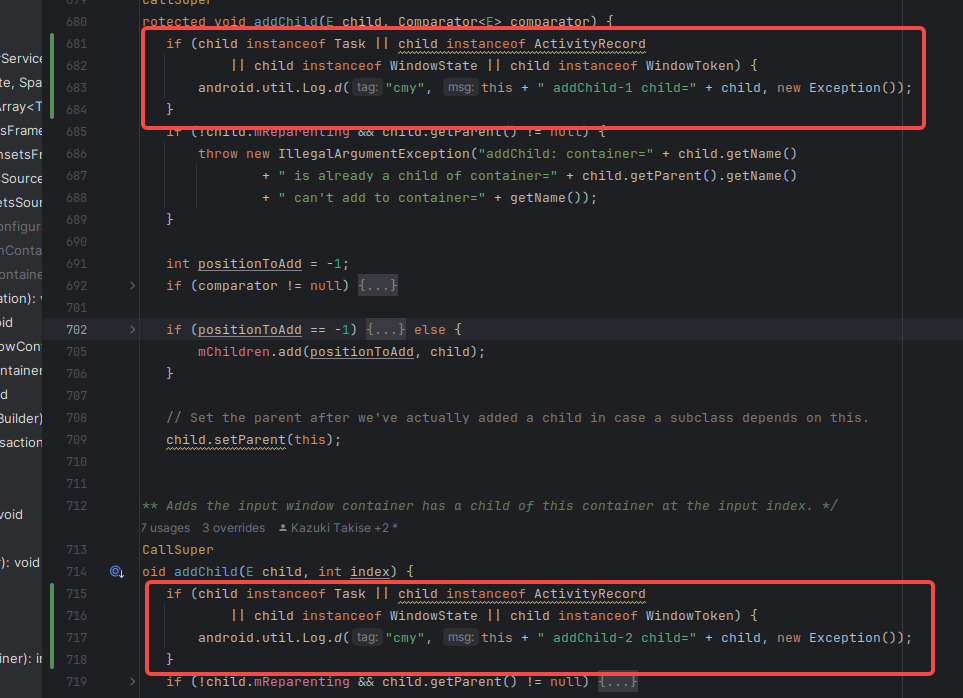 679
CallSuper
680 rotected void addChild(E child, Comparator<E> comparator) {
681 if (child instanceof Task || child instanceof ActivityRecord
682 || child instanceof WindowState || child instanceof WindowToken) {
683 android.util.Log.d( tag: "cmy", msg: this + " addChild-1 child=" + child, new Exception());
684 }
685 if (!child.mReparenting && child.getParent() != null) {
686 throw new IllegalArgumentException("addChild: container=" + child.getName()
687 + " is already a child of container=" + child.getParent().getName()
688 + " can't add to container=" + getName());
689 }
690
691 int positionToAdd = -1;
692 if (comparator != null) {...}
701
702 if (positionToAdd == -1) {...} else {
705 mChildren.add(positionToAdd, child);
706 }
707
708 // Set the parent after we've actually added a child in case a subclass depends on this.
709 child.setParent(this);
710
711
712 ** Adds the input window container has a child of this container at the input index. */
7 usages 3 overrides Kazuki Takise +2 *
713 CallSuper
714 oid addChild(E child, int index) {
715 if (child instanceof Task || child instanceof ActivityRecord
716 || child instanceof WindowState || child instanceof WindowToken) {
717 android.util.Log.d( tag: "cmy", msg: this + " addChild-2 child=" + child, new Exception());
718 }
719 if (!child.mReparenting && child.getParent() != null) {...}
rService
te, Spa
Array<T
sFrame
nsetsFr
Source
etsSour
onfigur
nConta
ontaine
ation): v
oid
owCon
ntainer
d
Builder)
saction
void
r): void
iner): in